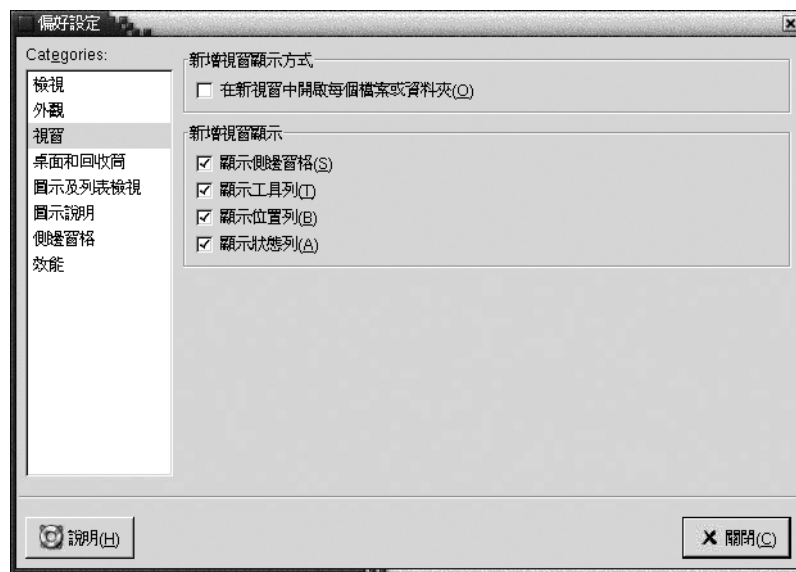 偏好設定
Categories:
檢視
外觀
視窗
桌面和回收筒
圖示及列表檢視
圖示說明
側邊窗格
效能
新增視窗顯示方式
在新視窗中開啟每個檔案或資料夾(O)
新增視窗顯示
顯示側邊窗格(S)
顯示工具列(T)
顯示位置列(B)
顯示狀態列(A)
說明(H)
關閉(C)